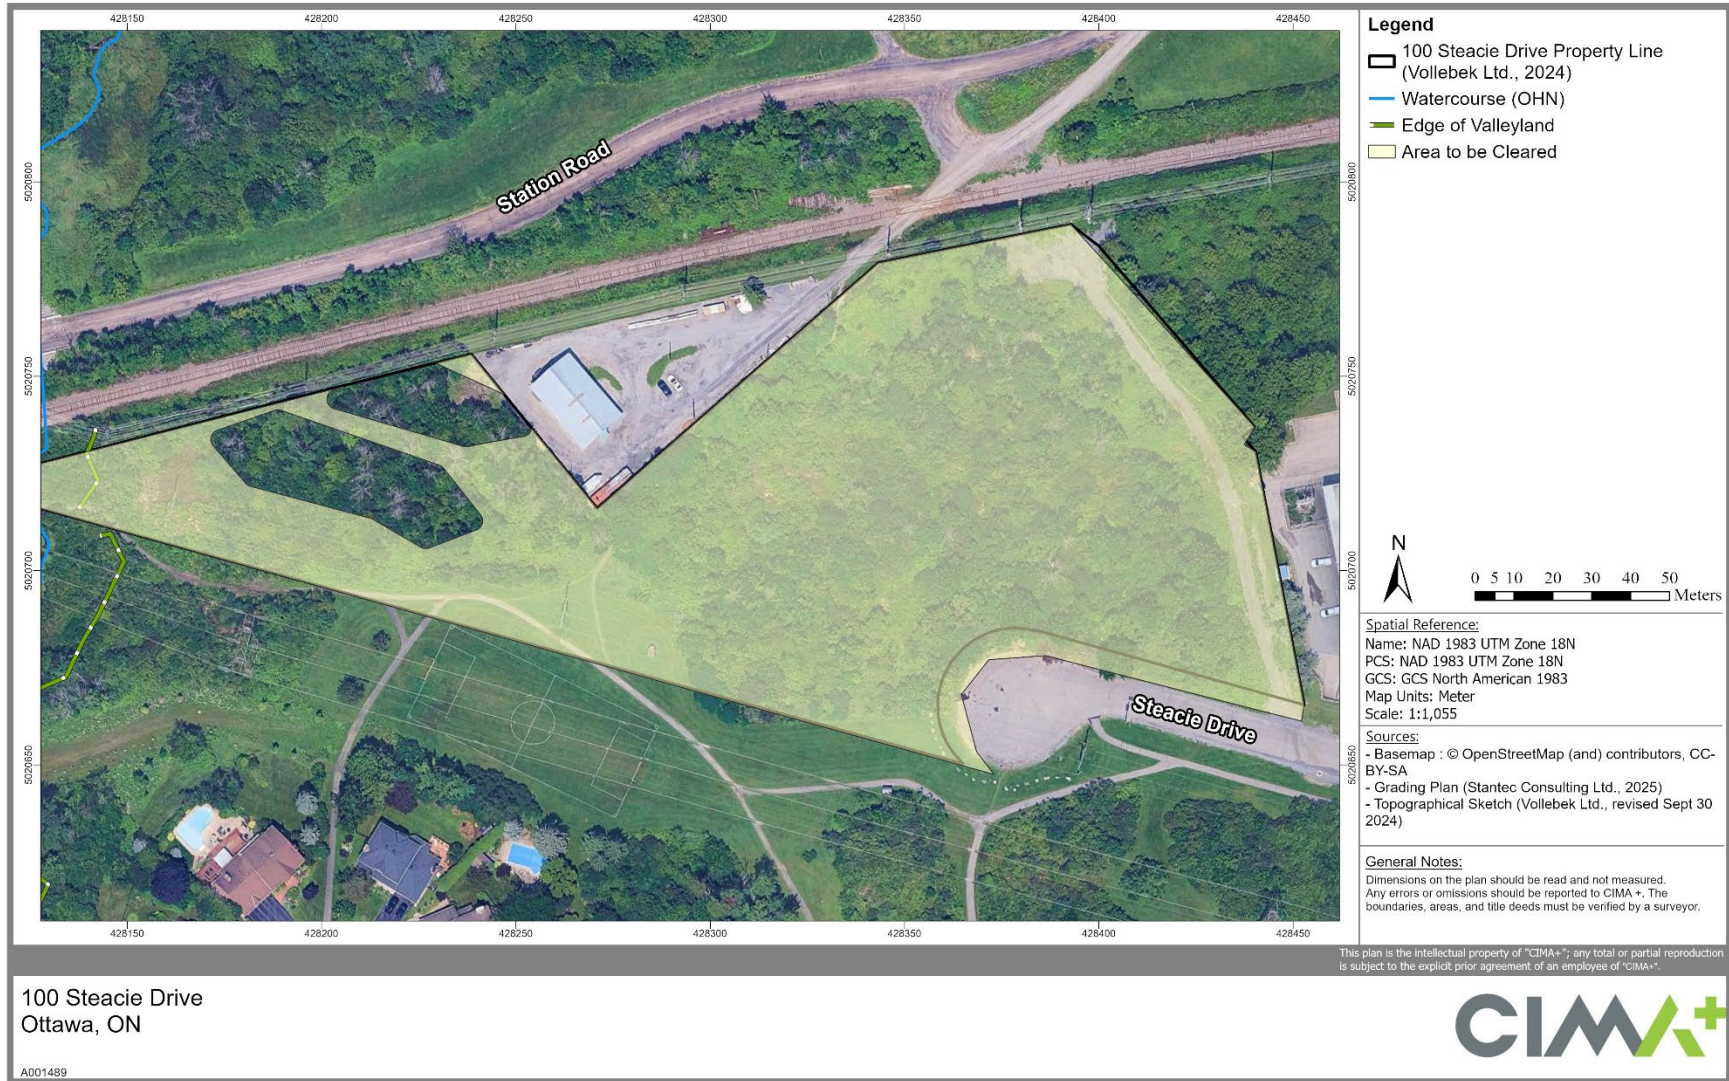 428150 428200 428250 428300 428350 428400 428450
5020800
5020750
5020700
5020650
Station Road
Steacie Drive
5020800
5020750
5020700
5020650
428150 428200 428250 428300 428350 428400 428450
Legend
100 Steacie Drive Property Line
(Vollebek Ltd., 2024)
Watercourse (OHN)
Edge of Valleyland
Area to be Cleared
N
0 5 10 20 30 40 50
Meters
Spatial Reference:
Name: NAD 1983 UTM Zone 18N
PCS: NAD 1983 UTM Zone 18N
GCS: GCS North American 1983
Map Units: Meter
Scale: 1:1,055
Sources:
- Basemap : © OpenStreetMap (and) contributors, CC-
BY-SA
- Grading Plan (Stantec Consulting Ltd., 2025)
- Topographical Sketch (Vollebek Ltd., revised Sept 30
2024)
General Notes:
Dimensions on the plan should be read and not measured.
Any errors or omissions should be reported to CIMA +. The
boundaries, areas, and title deeds must be verified by a surveyor.
This plan is the intellectual property of "CIMA+"; any total or partial reproduction
is subject to the explicit prior agreement of an employee of "CIMA+".
100 Steacie Drive
Ottawa, ON
A001489
CIMA+